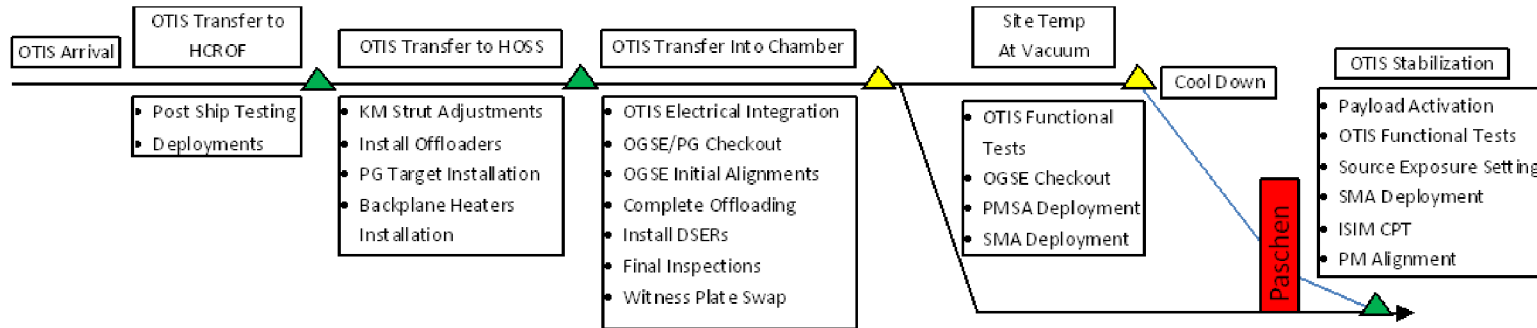 OTIS Arrival
OTIS Transfer to
HCROF
• Post Ship Testing
• Deployments
OTIS Transfer to HOSS
• KM Strut Adjustments
• Install Offloaders
• PG Target Installation
• Backplane Heaters
Installation
OTIS Transfer Into Chamber
• OTIS Electrical Integration
• OGSE/PG Checkout
• OGSE Initial Alignments
• Complete Offloading
• Install DSERs
• Final Inspections
• Witness Plate Swap
Site Temp
At Vacuum
• OTIS Functional
Tests
• OGSE Checkout
• PMSA Deployment
• SMA Deployment
Cool Down
Paschen
OTIS Stabilization
• Payload Activation
• OTIS Functional Tests
• Source Exposure Setting
• SMA Deployment
• ISIM CPT
• PM Alignment